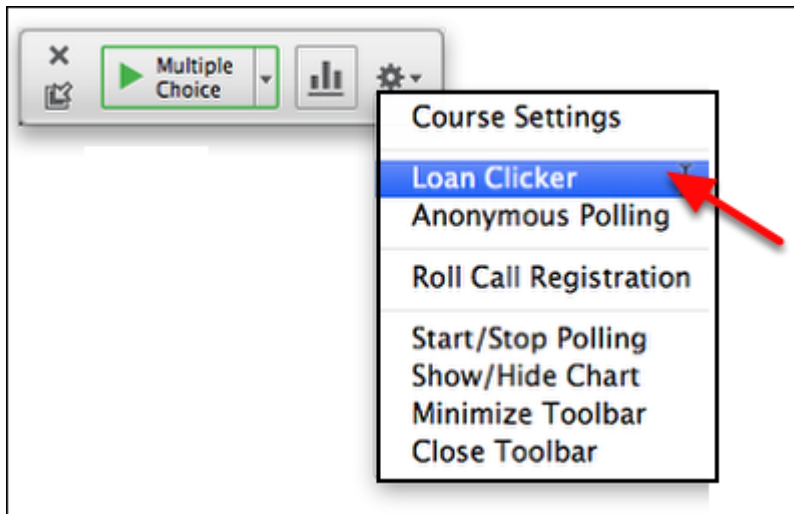 Multiple
Choice
Course Settings
Loan Clicker
Anonymous Polling
Roll Call Registration
Start/Stop Polling
Show/Hide Chart
Minimize Toolbar
Close Toolbar